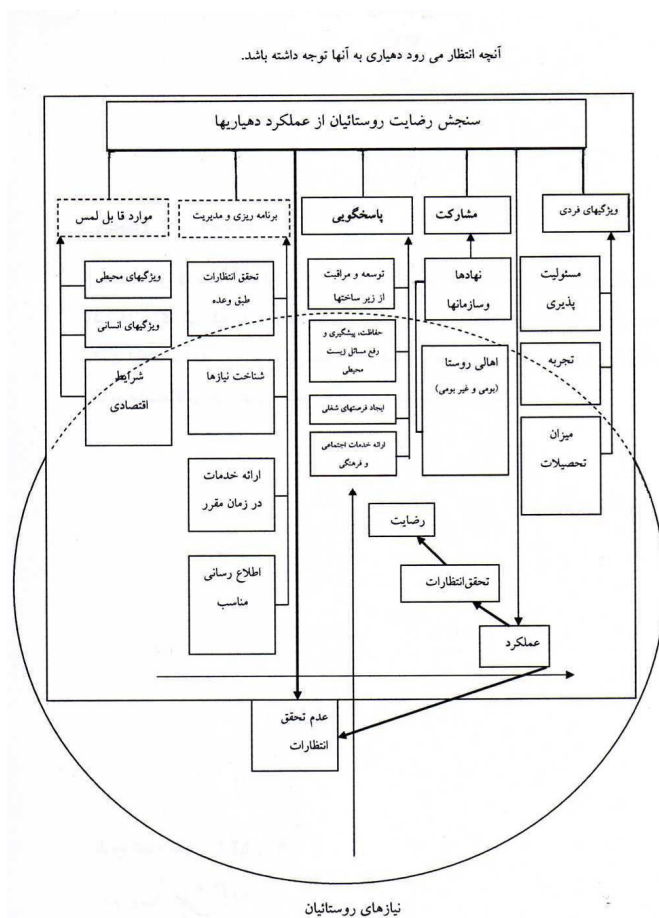 آنچه انتظار می رود دهیاری به آنها توجه داشته باشد.
سنجش رضایت روستائیان از عملکرد دهیاریها
ویژگیهای فردی
مسئولیت
پذیری
تجربه
میزان
تحصیلات
مشارکت
نهادها
وسازمانها
اهالی روستا
(بومی و غیر بومی)
پاسخگویی
توسعه و مراقبت
از زیر ساختها
حفاظت، پیشگیری و
رفع مسائل زیست
محیطی
ایجاد فرصتهای شغلی
ارائه خدمات اجتماعی
و فرهنگی
برنامه ریزی و مدیریت
تحقق انتظارات
طبق وعده
شناخت نیازها
ارائه خدمات
در زمان مقرر
اطلاع رسانی
مناسب
موارد قا بل لمس
ویژگیهای محیطی
ویژگیهای انسانی
شرایط
اقتصادی
رضایت
تحقق انتظارات
عملکرد
عدم تحقق
انتظارات
نیازهای روستائیان